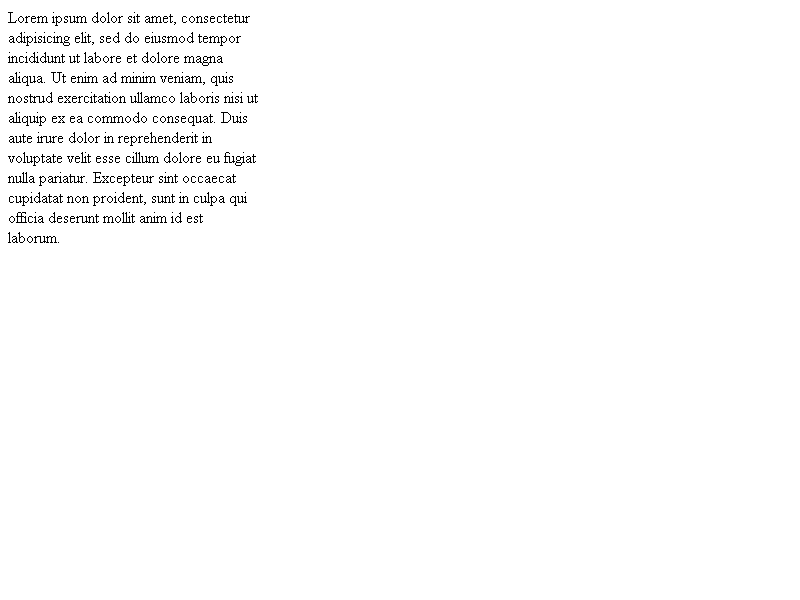 Lorem ipsum dolor sit amet, consectetur
adipisicing elit, sed do eiusmod tempor
incididunt ut labore et dolore magna
aliqua. Ut enim ad minim veniam, quis
nostrud exercitation ullamco laboris nisi ut
aliquip ex ea commodo consequat. Duis
aute irure dolor in reprehenderit in
voluptate velit esse cillum dolore eu fugiat
nulla pariatur. Excepteur sint occaecat
cupidatat non proident, sunt in culpa qui
officia deserunt mollit anim id est
laborum.